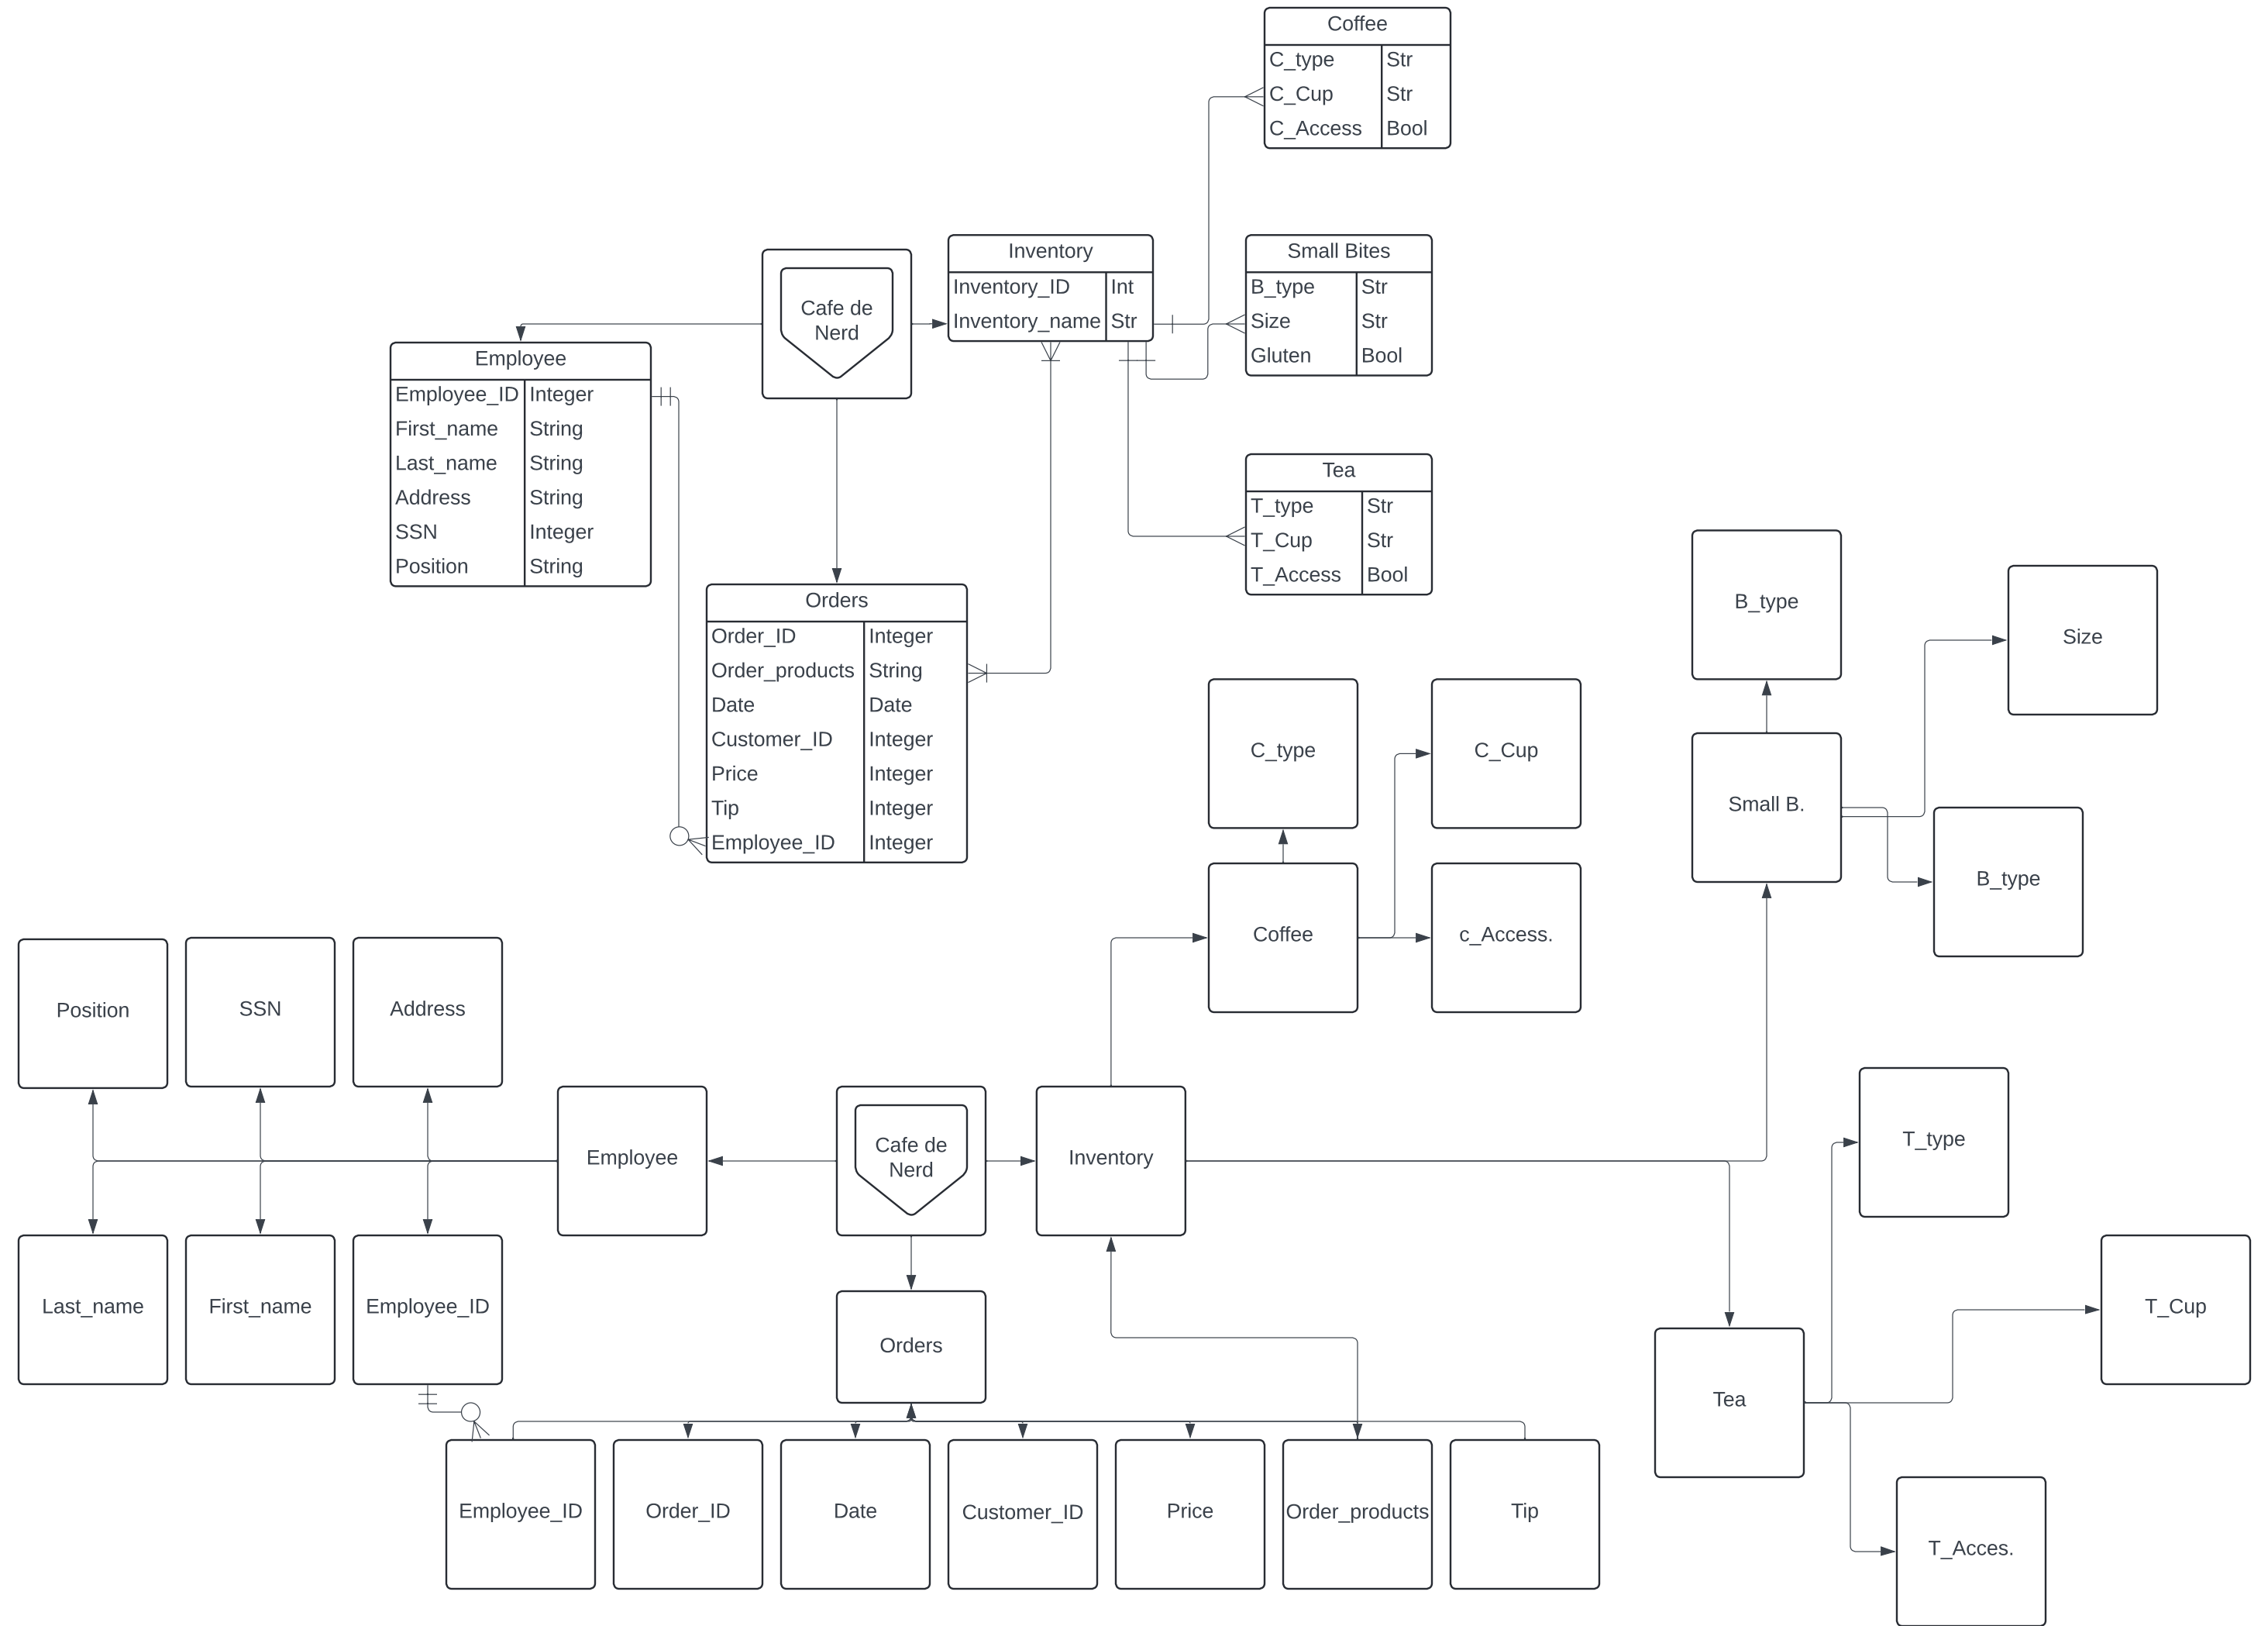 Coffee
C_type Str
C_Cup Str
C_Access Bool
Inventory
Inventory_ID Int
Inventory_name Str
Small Bites
B_type Str
Size Str
Gluten Bool
Cafe de
Nerd
Employee
Employee_ID Integer
First_name String
Last_name String
Address String
SSN Integer
Position String
Tea
T_type Str
T_Cup Str
T_Access Bool
Orders
Order_ID Integer
Order_products String
Date Date
Customer_ID Integer
Price Integer
Tip Integer
Employee_ID Integer
B_type
Size
C_type
C_Cup
Small B.
B_type
Coffee
c_Access.
Position
SSN
Address
Employee
Cafe de
Nerd
Inventory
T_type
Last_name
First_name
Employee_ID
Orders
T_Cup
Tea
Employee_ID
Order_ID
Date
Customer_ID
Price
Order_products
Tip
T_Acces.